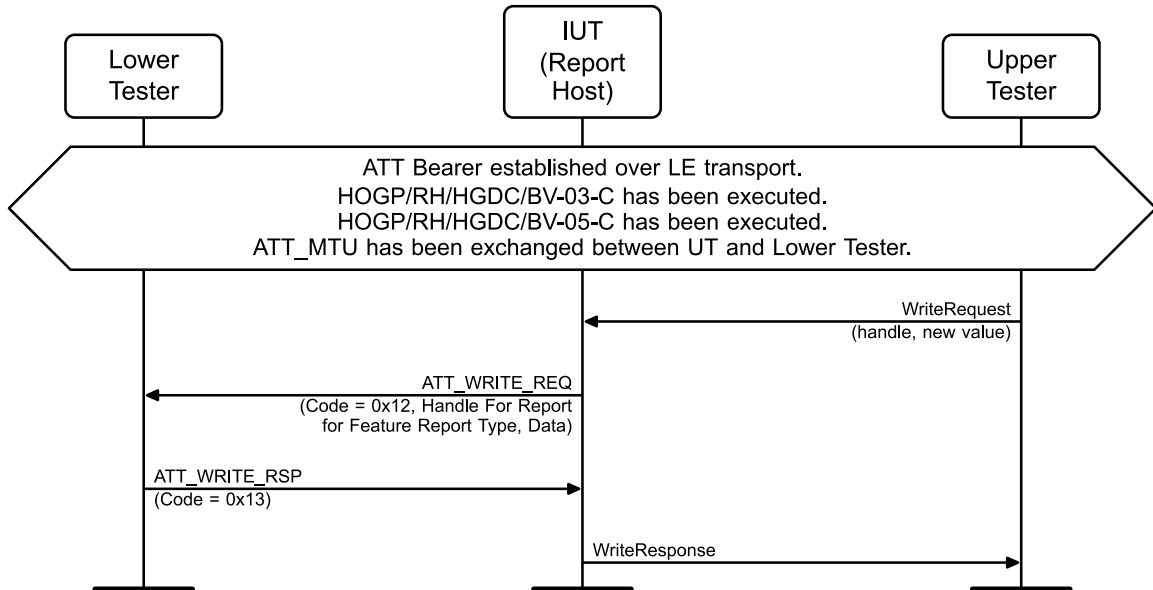 Lower
Tester
IUT
(Report
Host)
Upper
Tester
ATT Bearer established over LE transport.
HOGP/RH/HGDC/BV-03-C has been executed.
HOGP/RH/HGDC/BV-05-C has been executed.
ATT_MTU has been exchanged between UT and Lower Tester.
WriteRequest
(handle, new value)
ATT_WRITE_REQ
(Code = 0x12, Handle For Report
for Feature Report Type, Data)
ATT_WRITE_RSP
(Code = 0x13)
WriteResponse